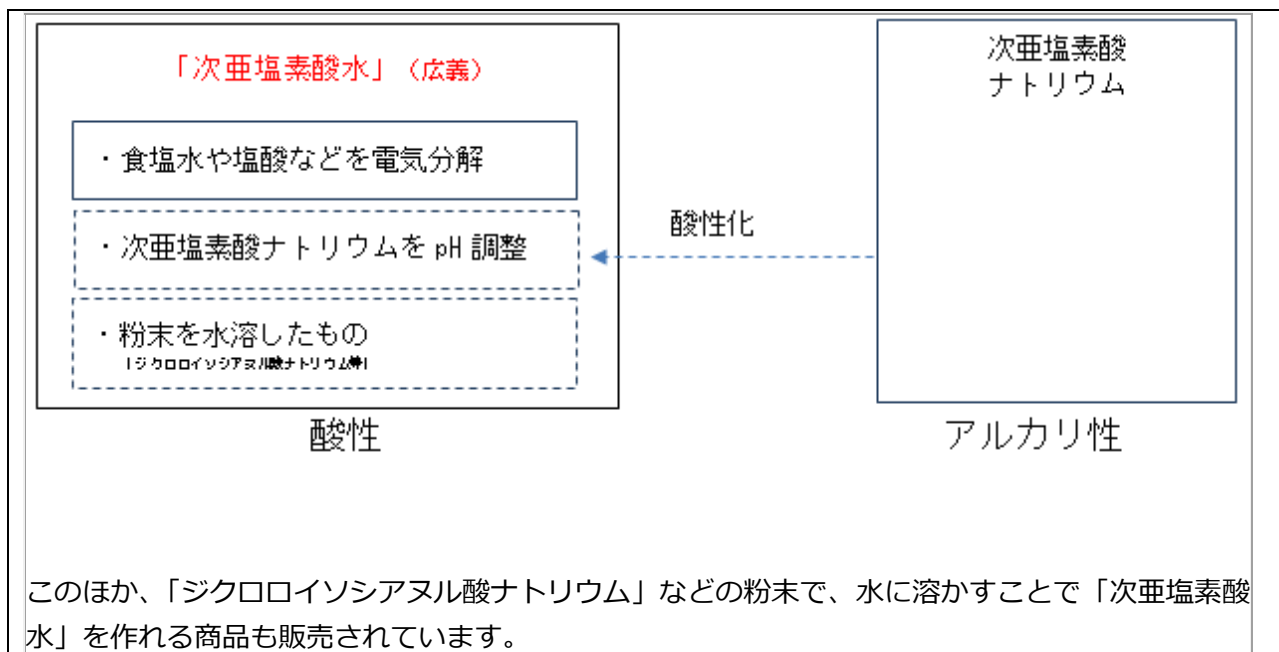 「次亜塩素酸水」（広義）
・食塩水や塩酸などを電気分解
・次亜塩素酸ナトリウムを pH 調整
・粉末を水溶したもの
「ジクロロイソシアヌル酸ナトリウム等」
酸性
酸性化
次亜塩素酸
ナトリウム
アルカリ性
このほか、「ジクロロイソシアヌル酸ナトリウム」などの粉末で、水に溶かすことで「次亜塩素酸
水」を作れる商品も販売されています。